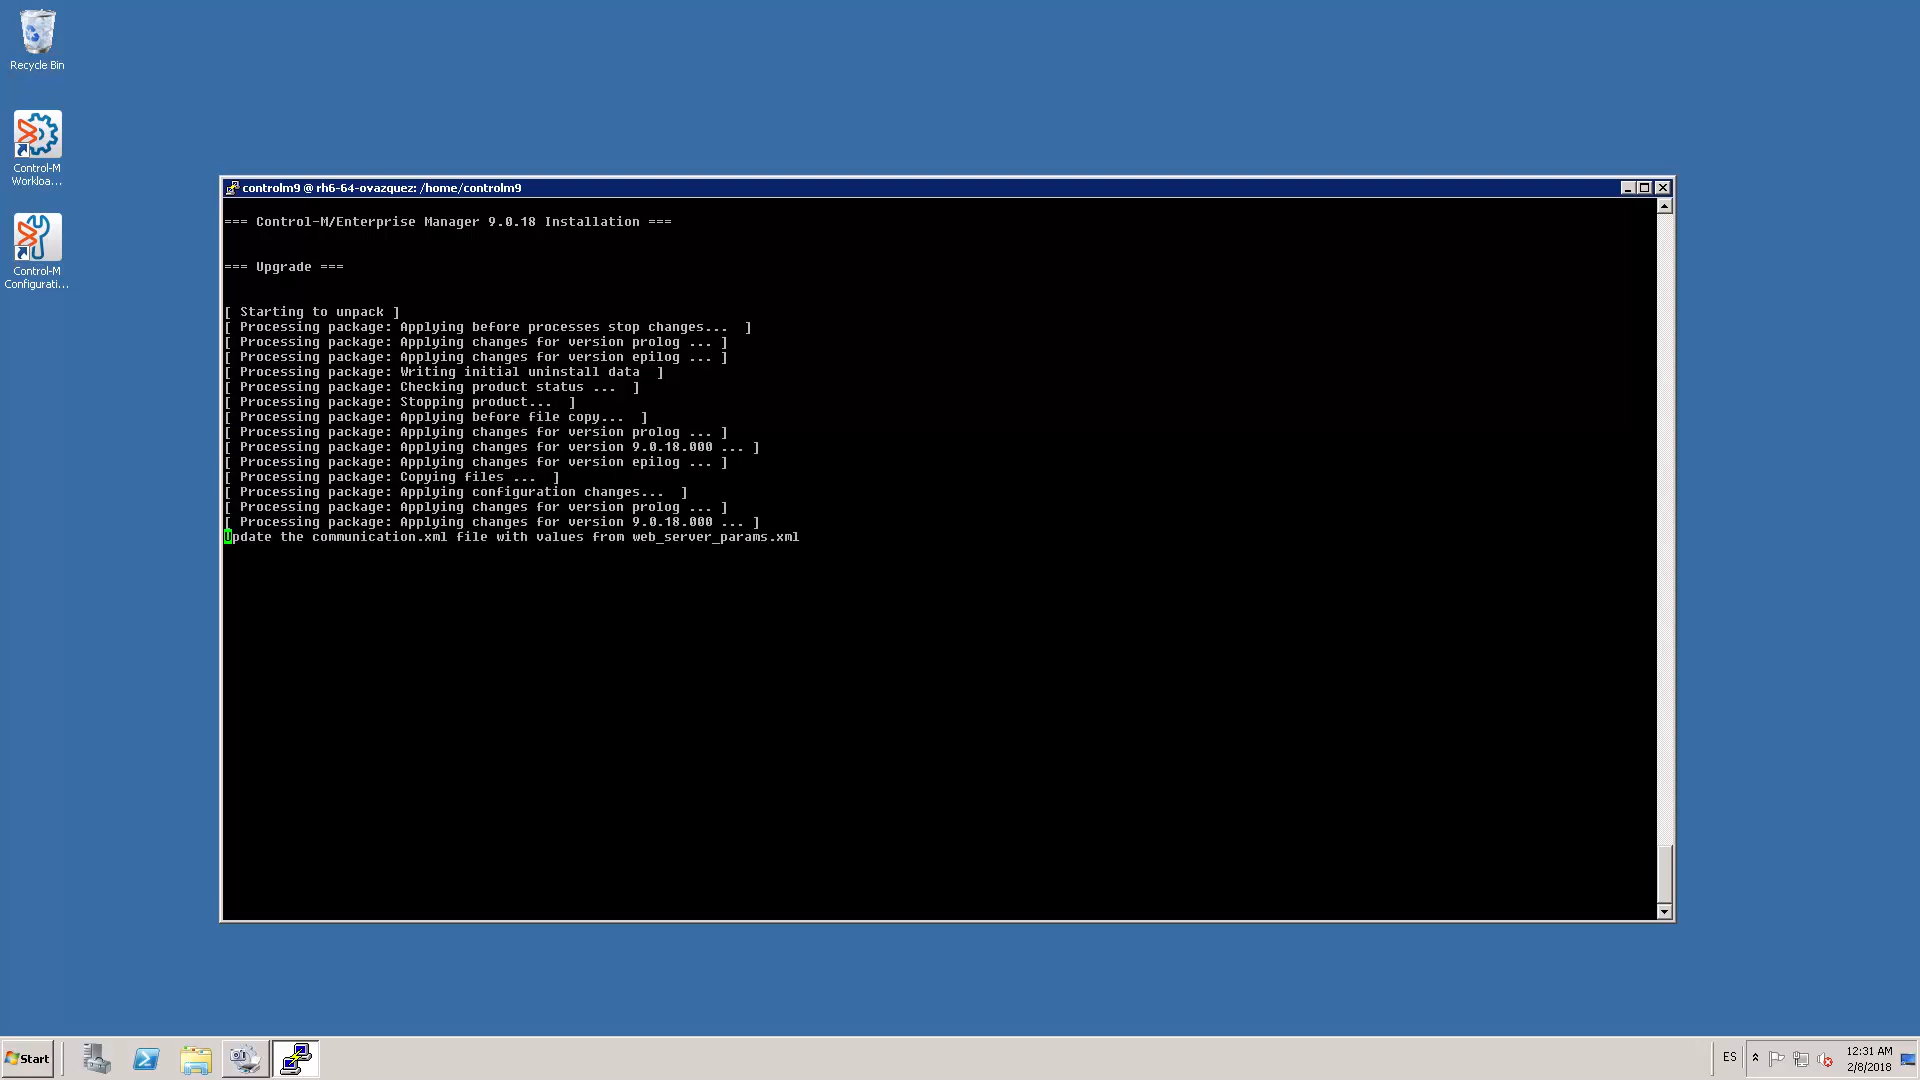 Recycle Bin
Control-M
Workloa...
Control-M
Configurati...
controlm9 @ rh6-64-ovazquez: /home/controlm9
=== Control-M/Enterprise Manager 9.0.18 Installation ===
=== Upgrade ===
[ Starting to unpack ]
[ Processing package: Applying before processes stop changes...  ]
[ Processing package: Applying changes for version prolog ... ]
[ Processing package: Applying changes for version epilog ... ]
[ Processing package: Writing initial uninstall data  ]
[ Processing package: Checking product status ...  ]
[ Processing package: Stopping product...  ]
[ Processing package: Applying before file copy...  ]
[ Processing package: Applying changes for version prolog ... ]
[ Processing package: Applying changes for version 9.0.18.000 ... ]
[ Processing package: Applying changes for version epilog ... ]
[ Processing package: Copying files ...  ]
[ Processing package: Applying configuration changes...  ]
[ Processing package: Applying changes for version prolog ... ]
[ Processing package: Applying changes for version 9.0.18.000 ... ]
Update the communication.xml file with values from web_server_params.xml
Start
ES
12:31 AM
2/8/2018